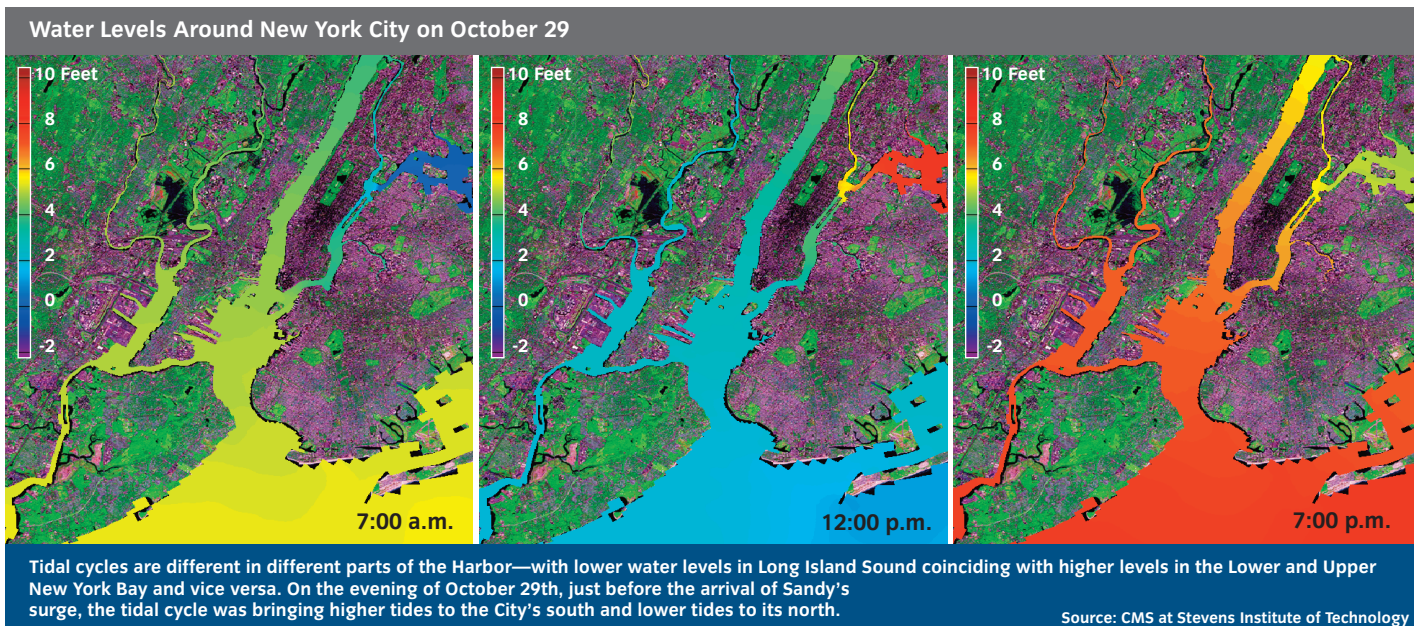 Water Levels Around New York City on October 29
10 Feet
8
6
4
2
0
-2
7:00 a.m.
10 Feet
8
6
4
2
0
-2
12:00 p.m.
10 Feet
8
6
4
2
0
-2
7:00 p.m.
Tidal cycles are different in different parts of the Harbor—with lower water levels in Long Island Sound coinciding with higher levels in the Lower and Upper
New York Bay and vice versa. On the evening of October 29th, just before the arrival of Sandy’s
surge, the tidal cycle was bringing higher tides to the City’s south and lower tides to its north.
Source: CMS at Stevens Institute of Technology